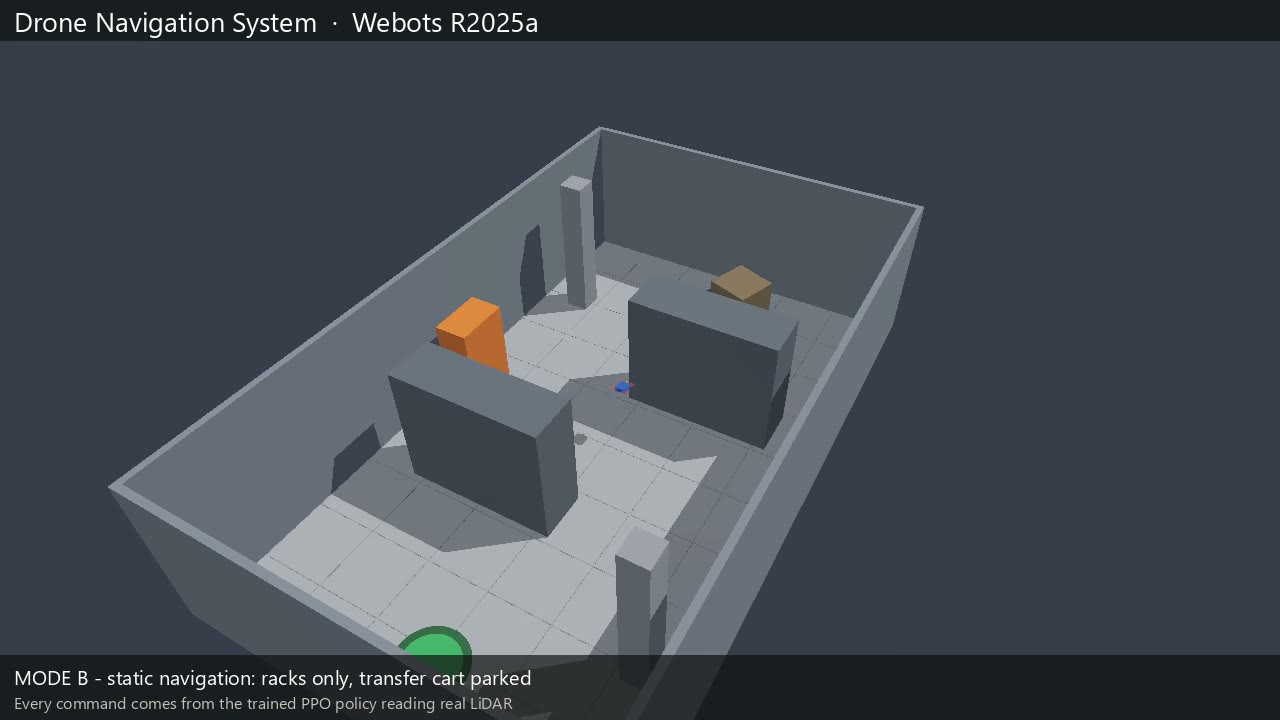 Drone Navigation System · Webots R2025a
MODE B - static navigation: racks only, transfer cart parked
Every command comes from the trained PPO policy reading real LiDAR